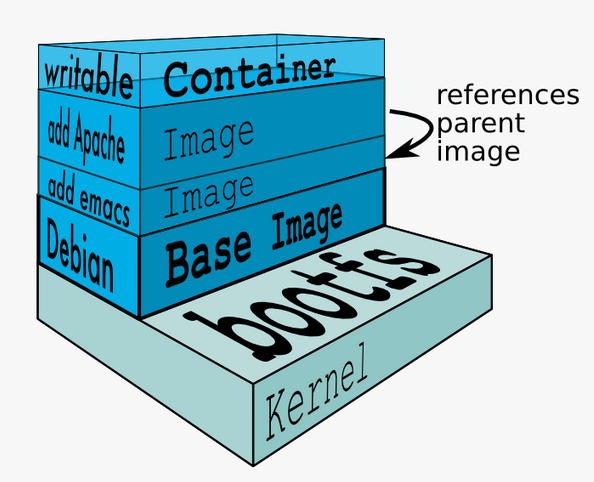 writable Container
references
parent
image
add Apache Image
add emacs Image
Debian Base Image
bootfs
Kernel